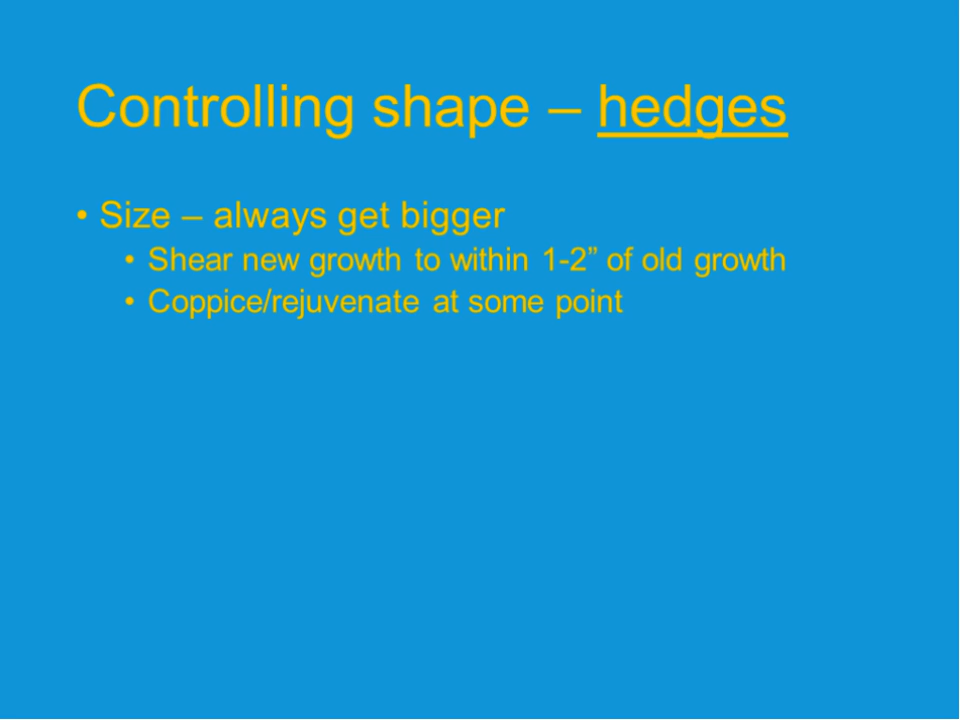 Controlling shape – hedges
• Size – always get bigger
• Shear new growth to within 1-2” of old growth
• Coppice/rejuvenate at some point